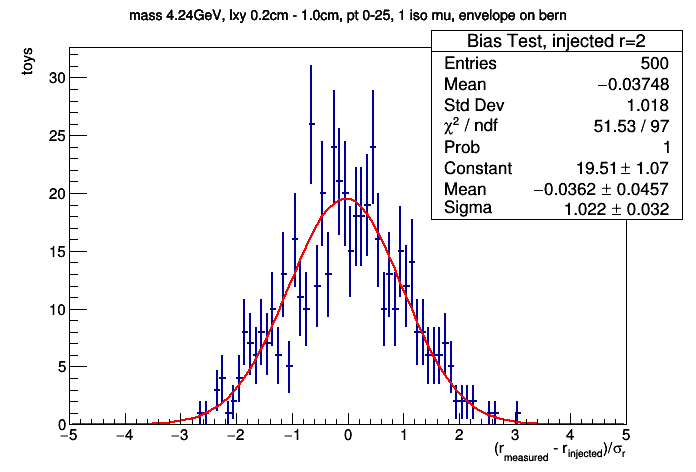 mass 4.24GeV, lxy 0.2cm - 1.0cm, pt 0-25, 1 iso mu, envelope on bern
toys
Bias Test, injected r=2
Entries 500
Mean −0.03748
Std Dev 1.018
χ² / ndf 51.53 / 97
Prob 1
Constant 19.51 ± 1.07
Mean −0.0362 ± 0.0457
Sigma 1.022 ± 0.032
30
25
20
15
10
5
0
−5 −4 −3 −2 −1 0 1 2 3 4 5
(r_measured - r_injected)/σ_r